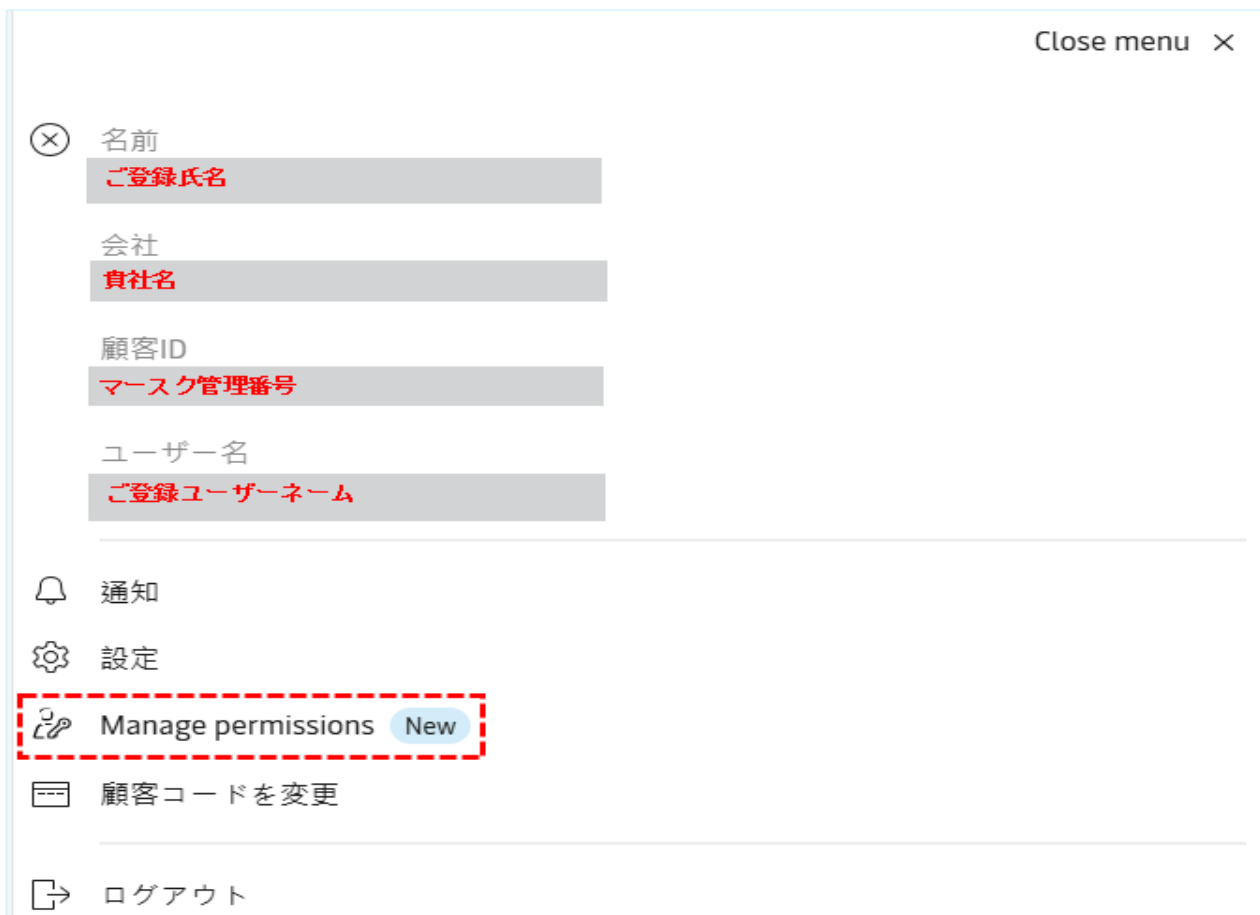 Close menu ×
名前
ご登録氏名
会社
貴社名
顧客ID
マースク管理番号
ユーザー名
ご登録ユーザーネーム
通知
設定
Manage permissions New
顧客コードを変更
ログアウト